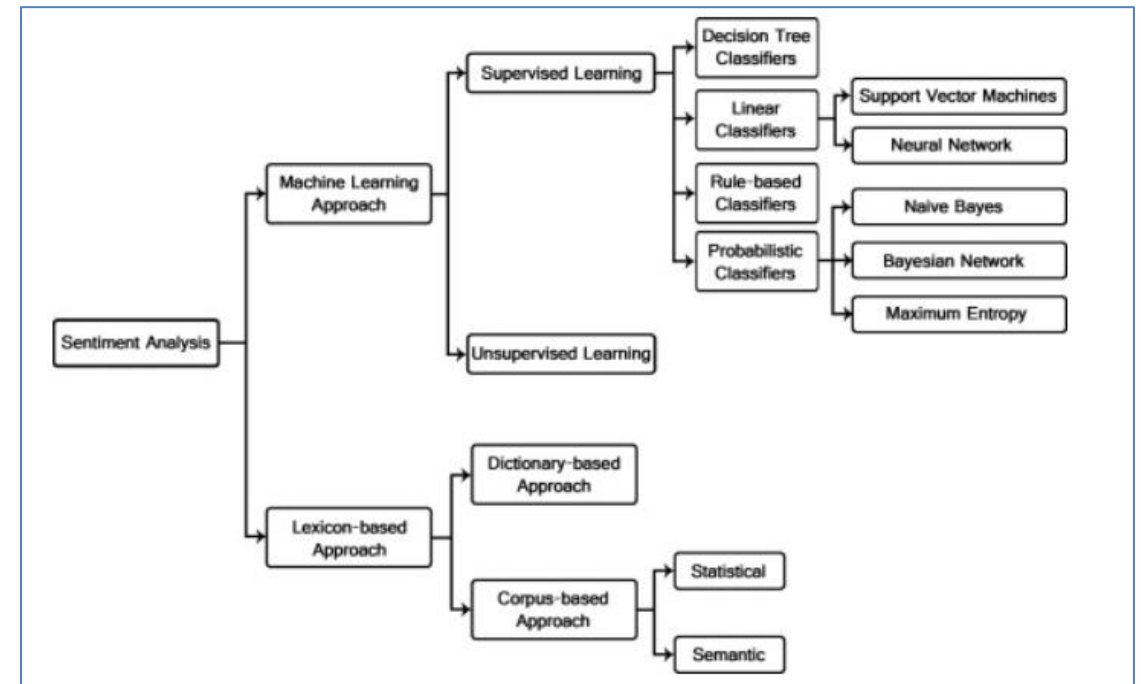 Decision Tree
Classifiers
Supervised Learning
Linear
Classifiers
Support Vector Machines
Neural Network
Machine Learning
Approach
Rule-based
Classifiers
Naive Bayes
Probabilistic
Classifiers
Bayesian Network
Maximum Entropy
Sentiment Analysis
Unsupervised Learning
Dictionary-based
Approach
Lexicon-based
Approach
Statistical
Corpus-based
Approach
Semantic